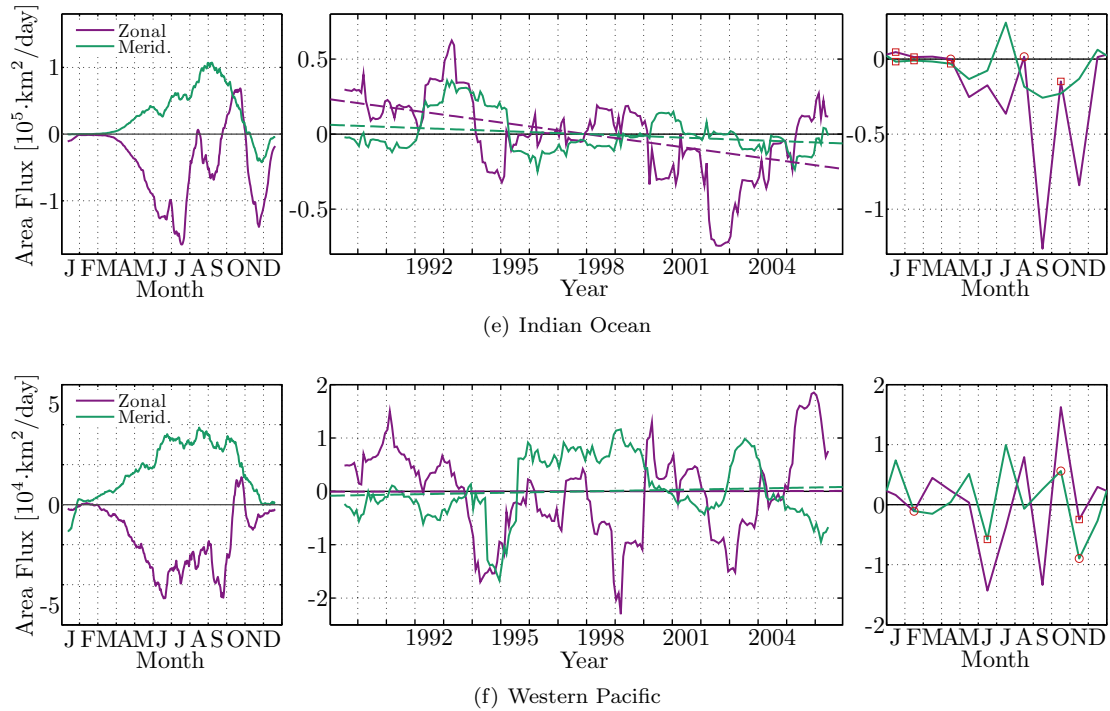 Zonal
Merid.
Area Flux [10⁵·km²/day]
1
0
-1
J F M A M J J A S O N D
Month
0.5
0
-0.5
1992 1995 1998 2001 2004
Year
0
-0.5
-1
J F M A M J J A S O N D
Month
(e) Indian Ocean
Zonal
Merid.
Area Flux [10⁴·km²/day]
5
0
-5
J F M A M J J A S O N D
Month
2
1
0
-1
-2
1992 1995 1998 2001 2004
Year
2
1
0
-1
-2
J F M A M J J A S O N D
Month
(f) Western Pacific